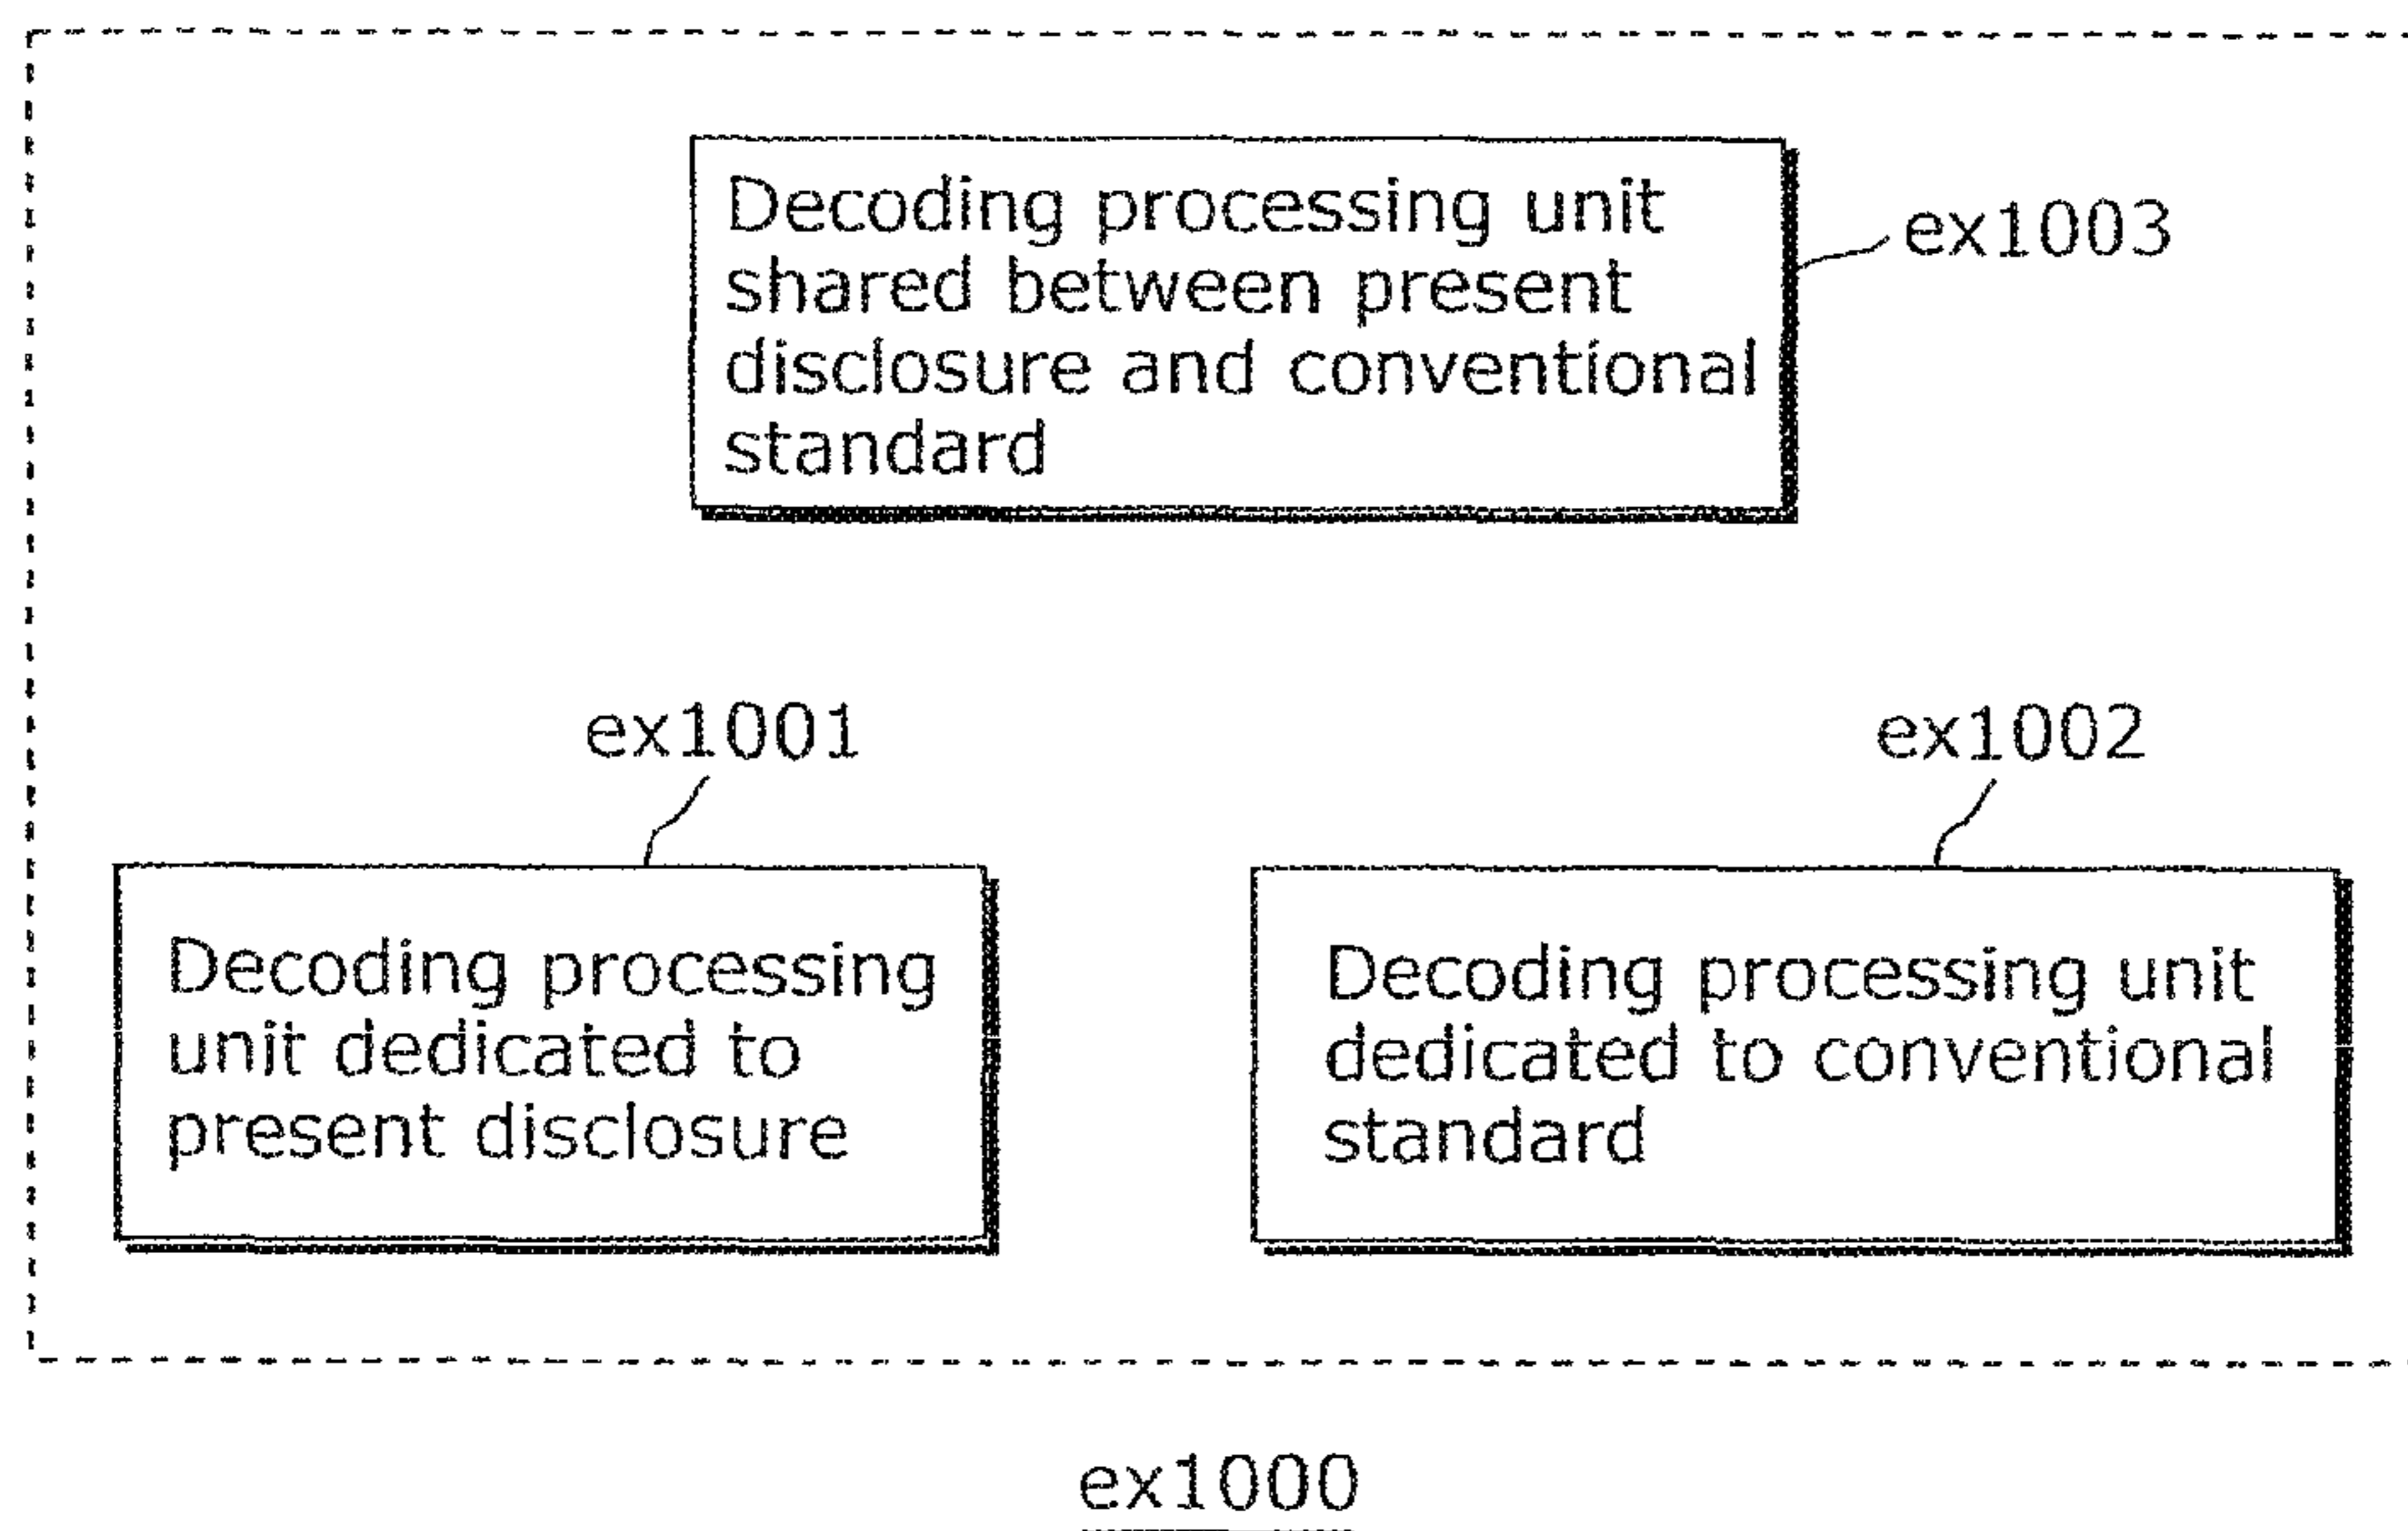 Decoding processing unit
shared between present
disclosure and conventional
standard
ex1003
ex1001
ex1002
Decoding processing
unit dedicated to
present disclosure
Decoding processing unit
dedicated to conventional
standard
ex1000